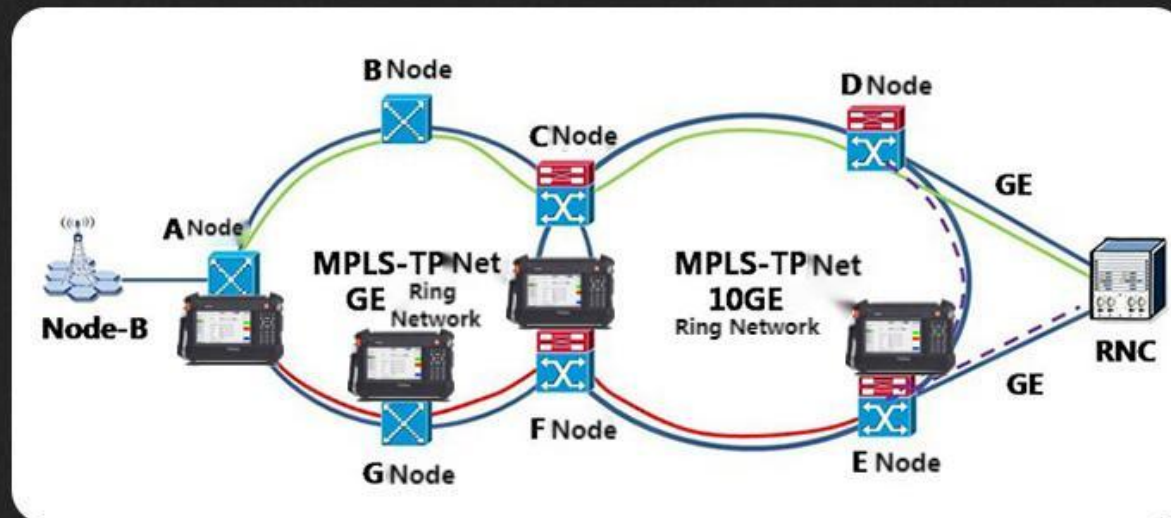 B Node
D Node
C Node
GE
A Node
MPLS-TP Net
GE Ring
Network
MPLS-TP Net
10GE
Ring Network
Node-B
RNC
GE
F Node
E Node
G Node